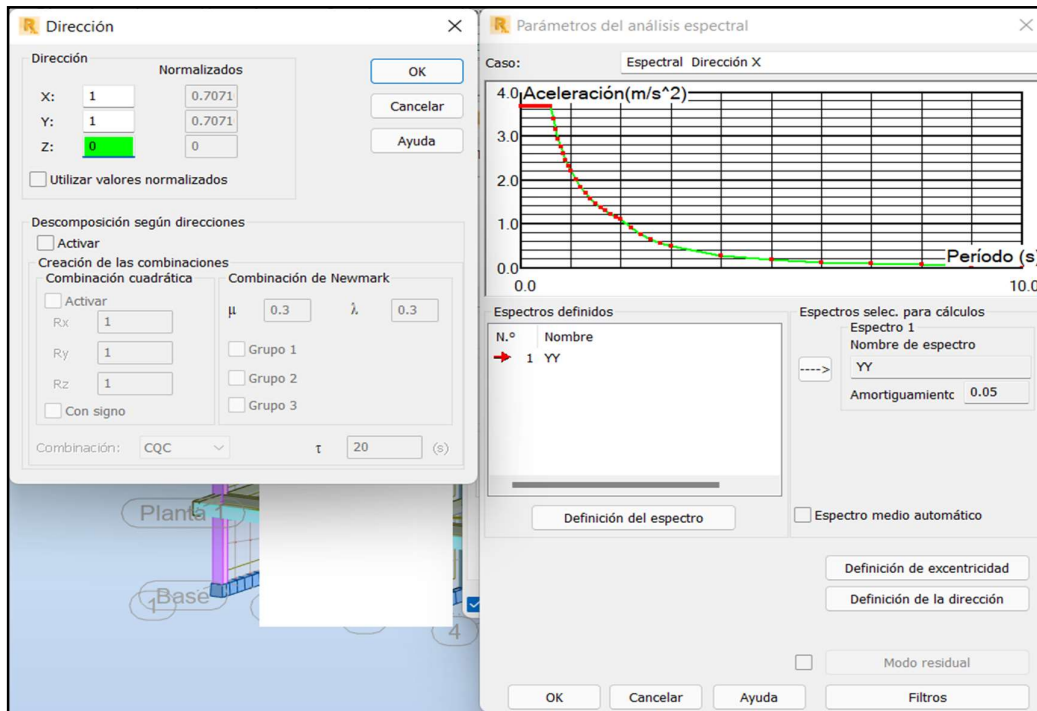 Dirección
Dirección
Normalizados
X: 1 0.7071
Y: 1 0.7071
Z: 0 0
Utilizar valores normalizados
OK
Cancelar
Ayuda
Descomposición según direcciones
Activar
Creación de las combinaciones
Combinación cuadrática
Activar
Rx 1
Ry 1
Rz 1
Con signo
Combinación de Newmark
μ 0.3 λ 0.3
Grupo 1
Grupo 2
Grupo 3
Combinación: CQC τ 20 (s)
Planta 1
Base
1
4
Parámetros del análisis espectral
Caso: Espectral Dirección X
4.0 Aceleración(m/s^2)
3.0
2.0
1.0
0.0 Período (s)
0.0 10.0
Espectros definidos
N.º Nombre
1 YY
Definición del espectro
Espectros selec. para cálculos
Espectro 1
Nombre de espectro
----> YY
Amortiguamientc 0.05
Espectro medio automático
Definición de excentricidad
Definición de la dirección
Modo residual
OK Cancelar Ayuda Filtros